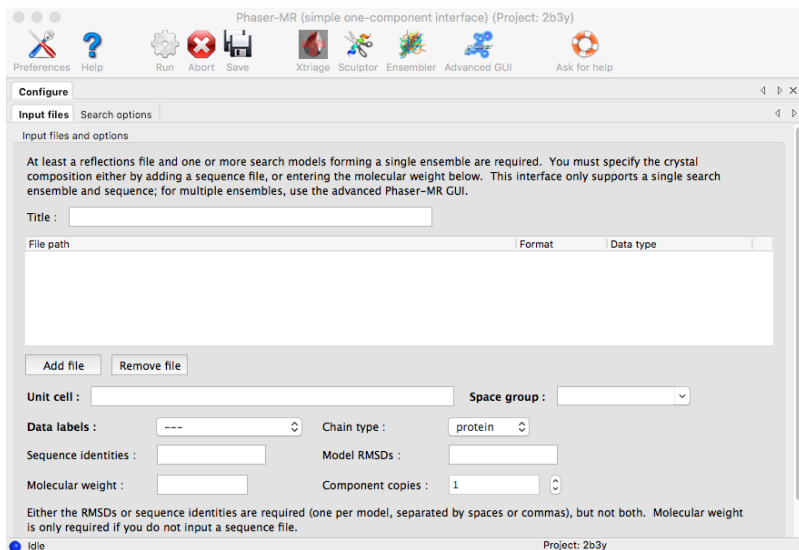 Phaser-MR (simple one-component interface) (Project: 2b3y)
Preferences Help Run Abort Save Xtriage Sculptor Ensembler Advanced GUI Ask for help
Configure
Input files Search options
Input files and options
At least a reflections file and one or more search models forming a single ensemble are required. You must specify the crystal
composition either by adding a sequence file, or entering the molecular weight below. This interface only supports a single search
ensemble and sequence; for multiple ensembles, use the advanced Phaser-MR GUI.
Title :
File path Format Data type
Add file Remove file
Unit cell : Space group :
Data labels : --- Chain type : protein
Sequence identities : Model RMSDs :
Molecular weight : Component copies : 1
Either the RMSDs or sequence identities are required (one per model, separated by spaces or commas), but not both. Molecular weight
is only required if you do not input a sequence file.
Idle Project: 2b3y